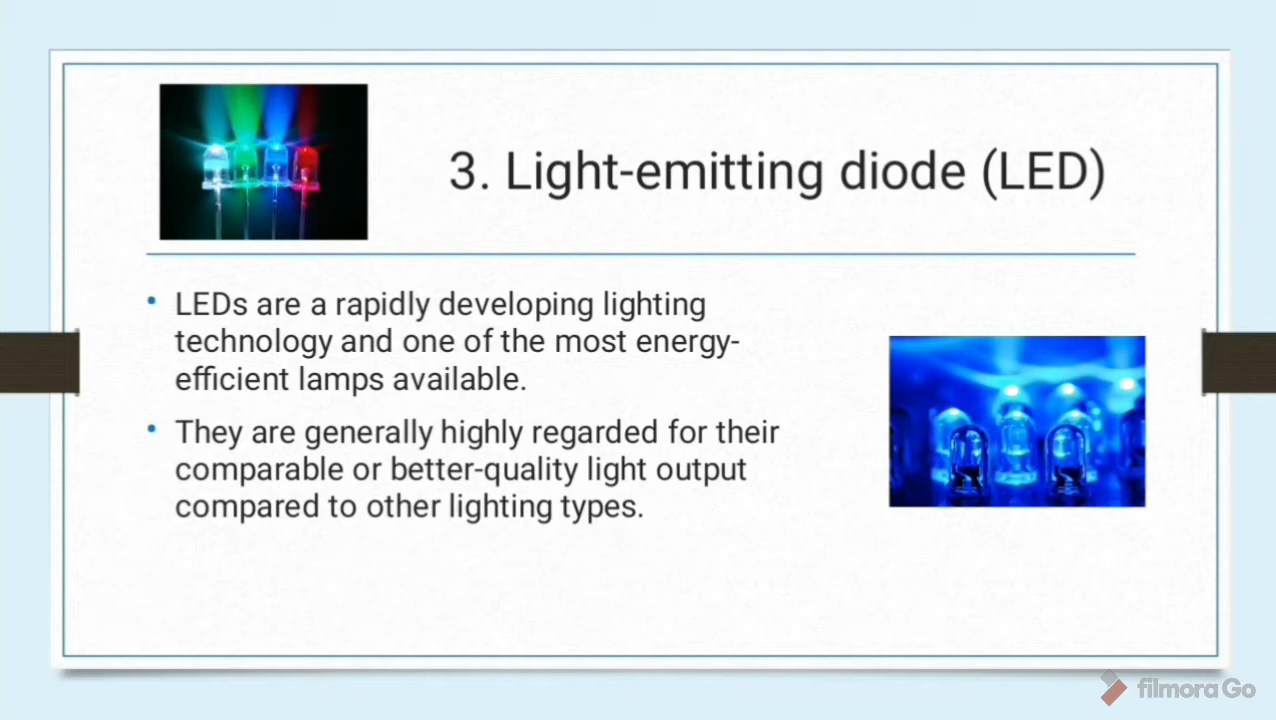 3. Light-emitting diode (LED)
• LEDs are a rapidly developing lighting
technology and one of the most energy-
efficient lamps available.
• They are generally highly regarded for their
comparable or better-quality light output
compared to other lighting types.
filmoraGo